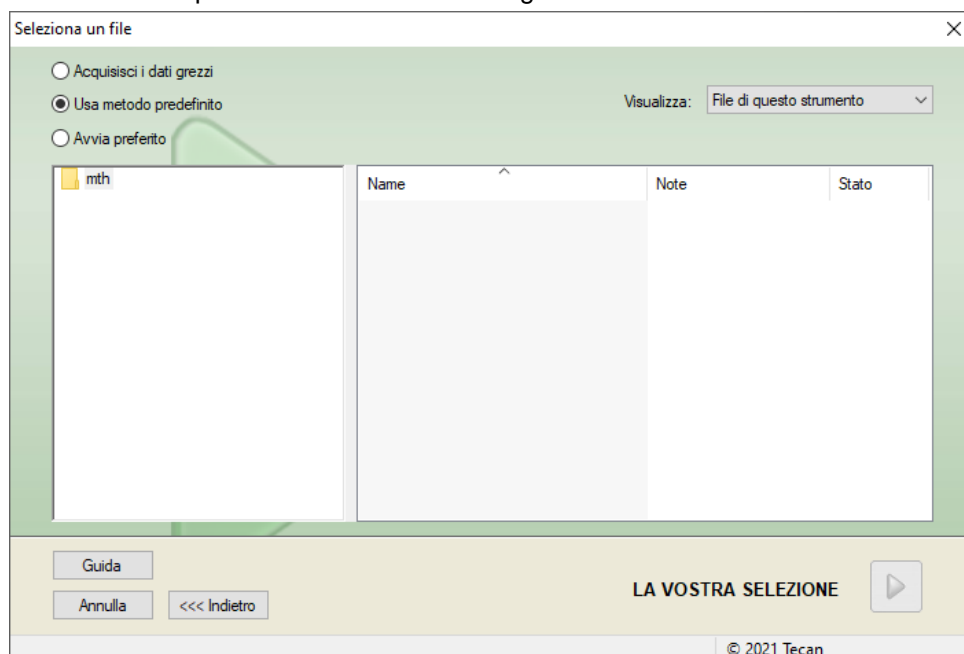 Seleziona un file
Acquisisci i dati grezzi
Usa metodo predefinito
Visualizza: File di questo strumento
Avvia preferito
mth
Name Note Stato
Guida
Annulla <<< Indietro
LA VOSTRA SELEZIONE
© 2021 Tecan